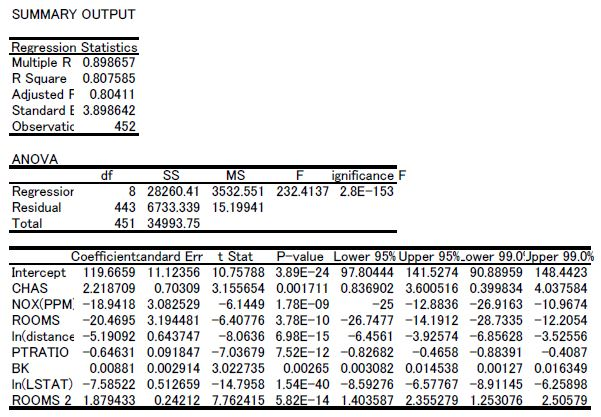 SUMMARY OUTPUT
Regression Statistics
Multiple R 0.898657
R Square 0.807585
Adjusted F 0.80411
Standard E 3.898642
Observatic 452
ANOVA
df SS MS F ignificance F
Regressior 8 28260.41 3532.551 232.4137 2.8E-153
Residual 443 6733.339 15.19941
Total 451 34993.75
Coefficient tandard Err t Stat P-value Lower 95% Upper 95% Lower 99.0% Upper 99.0%
Intercept 119.6659 11.12356 10.75788 3.89E-24 97.80444 141.5274 90.88959 148.4423
CHAS 2.218709 0.70309 3.155654 0.001711 0.836902 3.600516 0.399834 4.037584
NOX(PPM) -18.9418 3.082529 -6.1449 1.78E-09 -25 -12.8836 -26.9163 -10.9674
ROOMS -20.4695 3.194481 -6.40776 3.78E-10 -26.7477 -14.1912 -28.7335 -12.2054
ln(distance -5.19092 0.643747 -8.0636 6.98E-15 -6.4561 -3.92574 -6.85628 -3.52556
PTRATIO -0.64631 0.091847 -7.03679 7.52E-12 -0.82682 -0.4658 -0.88391 -0.4087
BK 0.00881 0.002914 3.022735 0.00265 0.003082 0.014538 0.00127 0.016349
ln(LSTAT) -7.58522 0.512659 -14.7958 1.54E-40 -8.59276 -6.57767 -8.91145 -6.25898
ROOMS 2 1.879433 0.24212 7.762415 5.82E-14 1.403587 2.355279 1.253076 2.50579